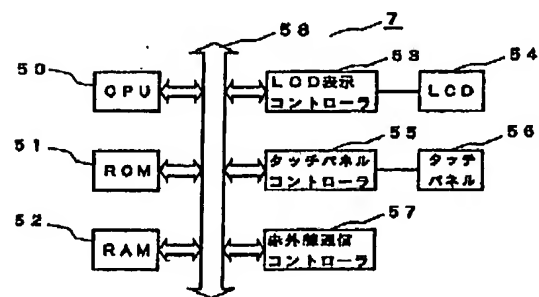 58
7
50
CPU
53
LCD表示
コントローラ
54
LCD
51
ROM
55
タッチパネル
コントローラ
56
タッチ
パネル
52
RAM
57
赤外線通信
コントローラ